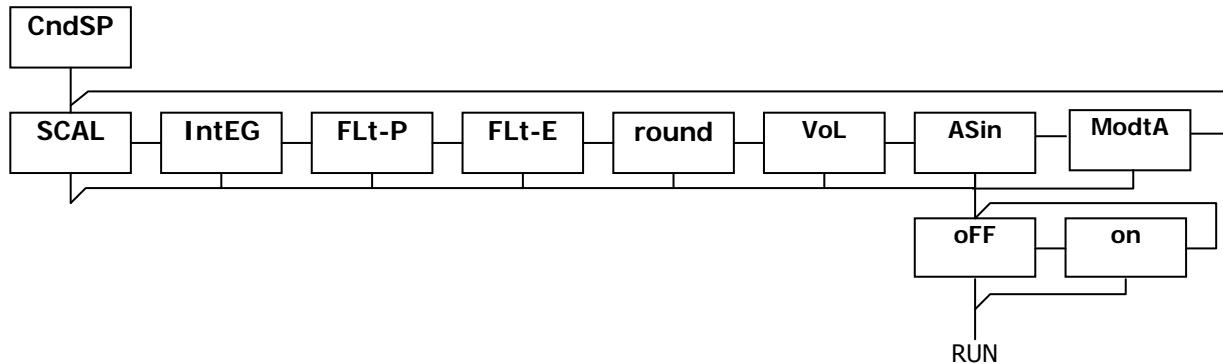 CndSP
SCAL IntEG FLt-P FLt-E round VoL ASin ModtA
oFF on
RUN